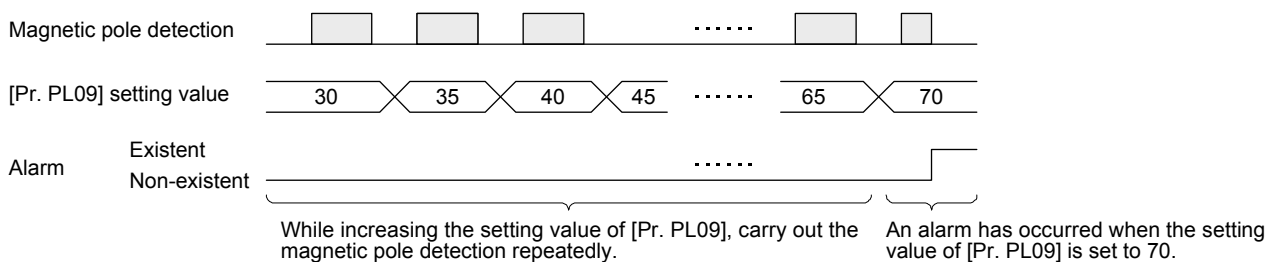 Magnetic pole detection
[Pr. PL09] setting value
30 35 40 45 65 70
Alarm
Existent
Non-existent
While increasing the setting value of [Pr. PL09], carry out the
magnetic pole detection repeatedly.
An alarm has occurred when the setting
value of [Pr. PL09] is set to 70.